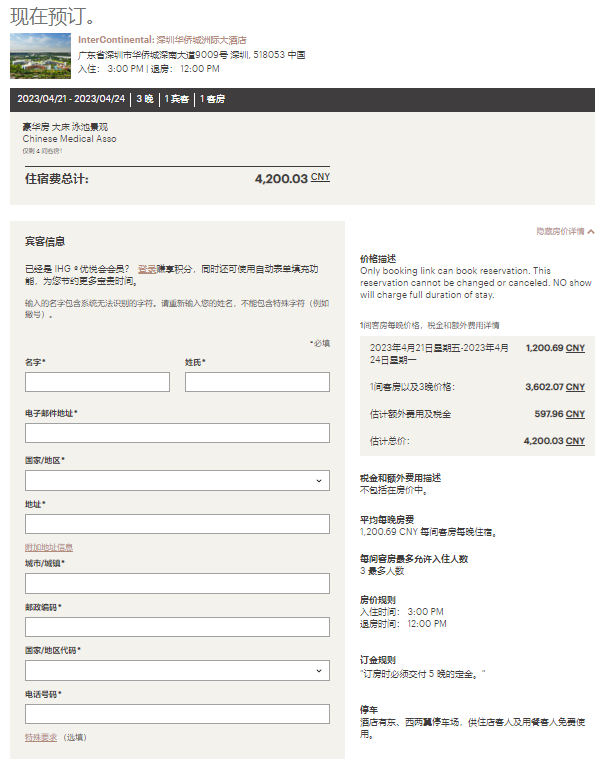 现在预订。
InterContinental: 深圳华侨城洲际大酒店
广东省深圳市华侨城深南大道9009号 深圳, 518053 中国
入住： 3:00 PM | 退房： 12:00 PM
2023/04/21 - 2023/04/24 | 3 晚 | 1 宾客 | 1 客房
豪华房 大床 泳池景观
Chinese Medical Asso
仅剩 4 间客房！
住宿费总计: 4,200.03 CNY
宾客信息
已经是 IHG ® 优悦会会员？ 登录赚享积分，同时还可使用自动表单填充功
能，为您节约更多宝贵时间。
输入的名字包含系统无法识别的字符。请重新输入您的姓名，不能包含特殊字符（例如
撇号）。
*必填
名字* 姓氏*
电子邮件地址*
国家/地区*
地址*
附加地址信息
城市/城镇*
邮政编码*
国家/地区代码*
电话号码*
特殊要求 （选填）
隐藏房价详情
价格描述
Only booking link can book reservation. This
reservation cannot be changed or canceled. NO show
will charge full duration of stay.
1间客房每晚价格，税金和额外费用详情
2023年4月21日星期五-2023年4月 1,200.69 CNY
24日星期一
1间客房以及3晚价格： 3,602.07 CNY
估计额外费用及税金 597.96 CNY
估计总价： 4,200.03 CNY
税金和额外费用描述
不包括在房价中。
平均每晚房费
1,200.69 CNY 每间客房每晚住宿。
每间客房最多允许入住人数
3 最多人数
房价规则
入住时间： 3:00 PM
退房时间： 12:00 PM
订金规则
"订房时必须交付 5 晚的定金。"
停车
酒店有东、西两翼停车场，供住店客人及用餐客人免费使
用。